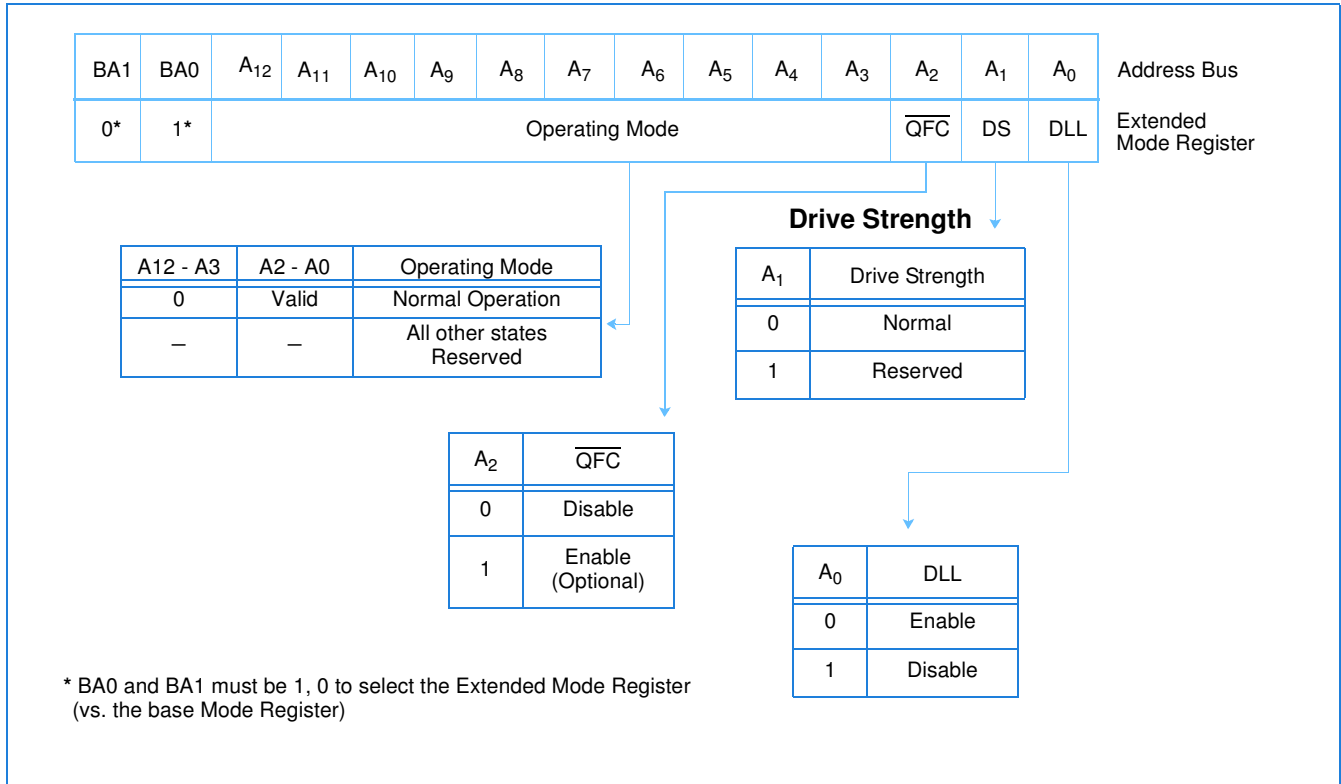 BA1 BA0 A12 A11 A10 A9 A8 A7 A6 A5 A4 A3 A2 A1 A0 Address Bus
0* 1* Operating Mode Q̅F̅C̅ DS DLL Extended
Mode Register
Drive Strength
A12 - A3 A2 - A0 Operating Mode
0 Valid Normal Operation
— — All other states
Reserved
A1 Drive Strength
0 Normal
1 Reserved
A2 Q̅F̅C̅
0 Disable
1 Enable
(Optional)
A0 DLL
0 Enable
1 Disable
* BA0 and BA1 must be 1, 0 to select the Extended Mode Register
(vs. the base Mode Register)